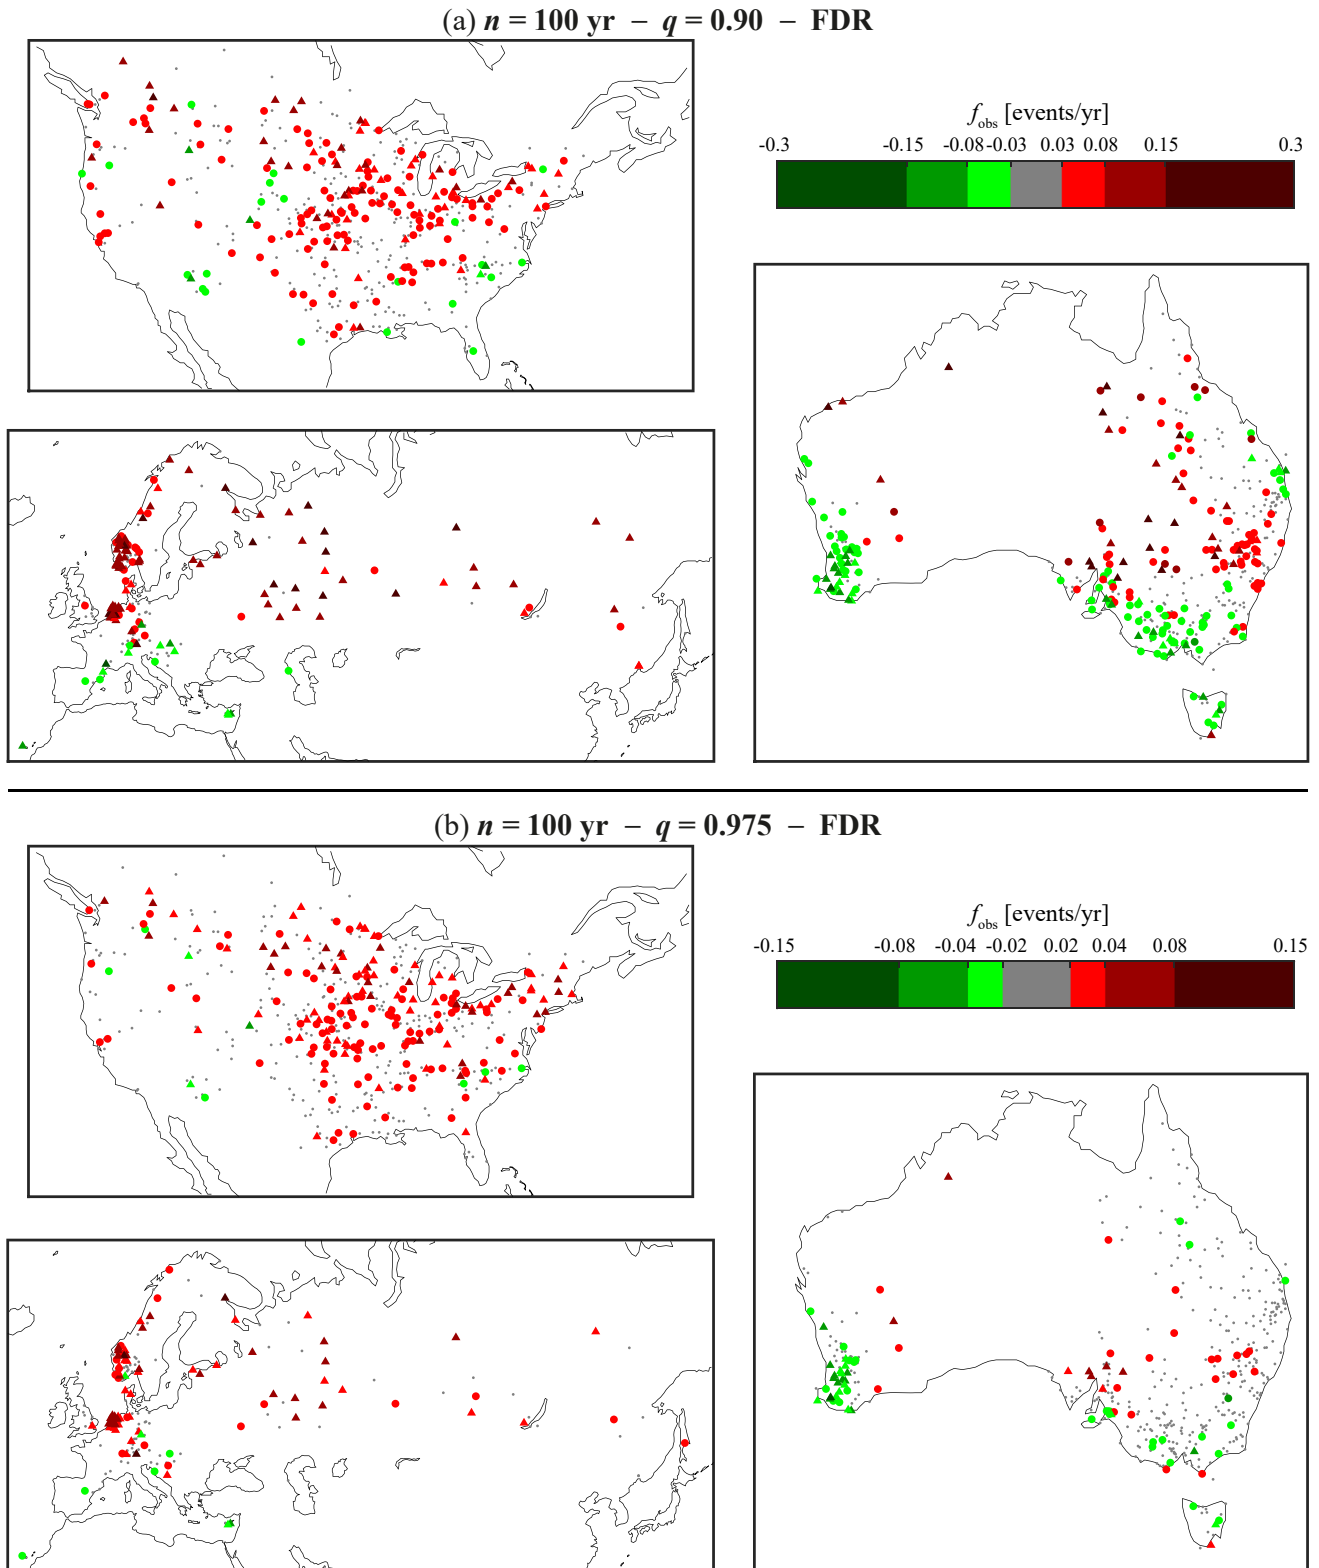 (a) n = 100 yr – q = 0.90 – FDR
f_obs [events/yr]
-0.3 -0.15 -0.08 -0.03 0.03 0.08 0.15 0.3
(b) n = 100 yr – q = 0.975 – FDR
f_obs [events/yr]
-0.15 -0.08 -0.04 -0.02 0.02 0.04 0.08 0.15